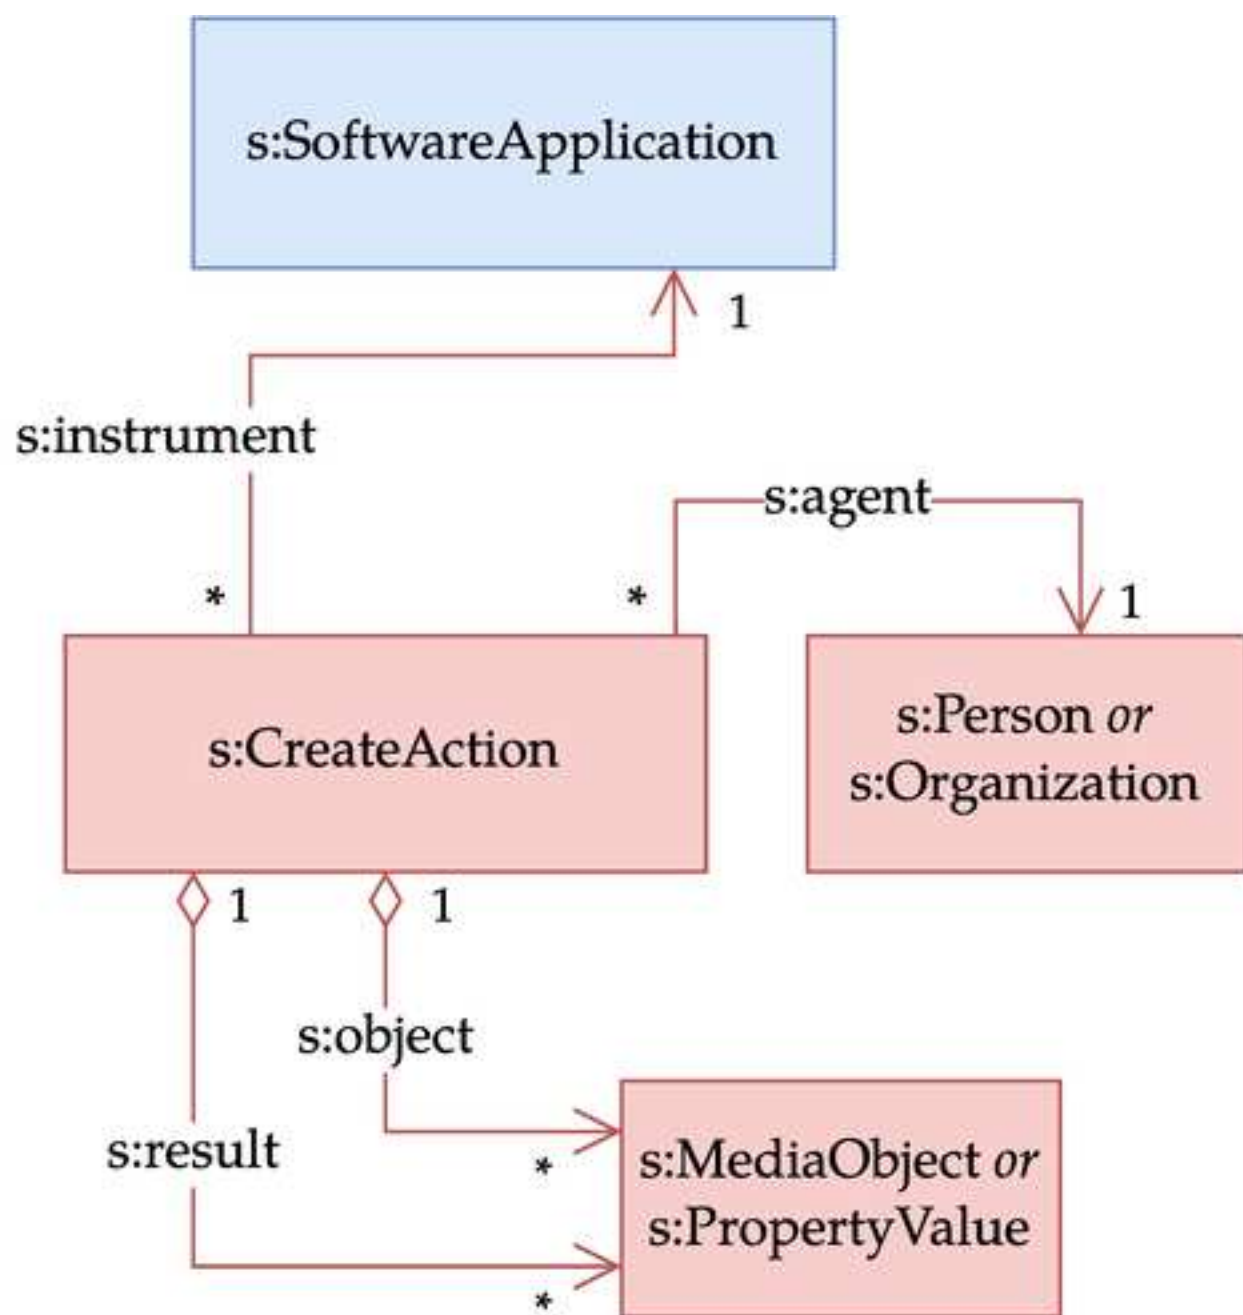 s:SoftwareApplication
1
s:instrument
s:agent
*
*
1
s:CreateAction
s:Person or
s:Organization
1
1
s:object
s:result
*
s:MediaObject or
s:PropertyValue
*